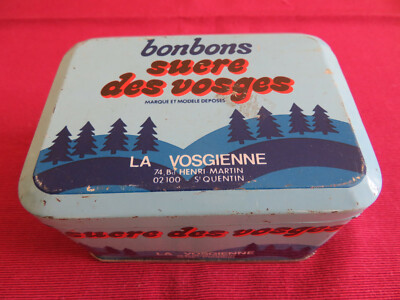 bonbons
sucre
des vosges
MARQUE ET MODELE DEPOSES
LA VOSGIENNE
74, Bd HENRI-MARTIN
02100 St QUENTIN
sucre des vosges
LA VOSGIENNE